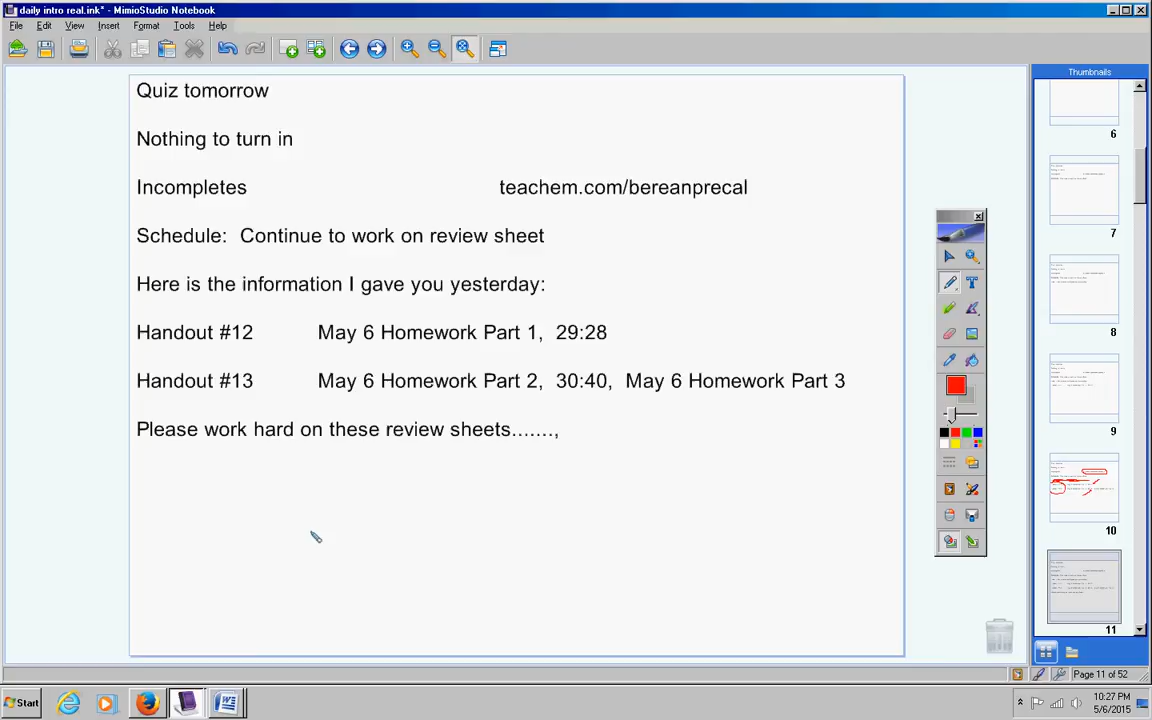 daily intro real.ink* - MimioStudio Notebook
File Edit View Insert Format Tools Help
Quiz tomorrow
Nothing to turn in
Incompletes teachem.com/bereanprecal
Schedule: Continue to work on review sheet
Here is the information I gave you yesterday:
Handout #12 May 6 Homework Part 1, 29:28
Handout #13 May 6 Homework Part 2, 30:40, May 6 Homework Part 3
Please work hard on these review sheets.......,
Thumbnails
6
7
8
9
10
11
Page 11 of 52
Start
10:27 PM
5/6/2015